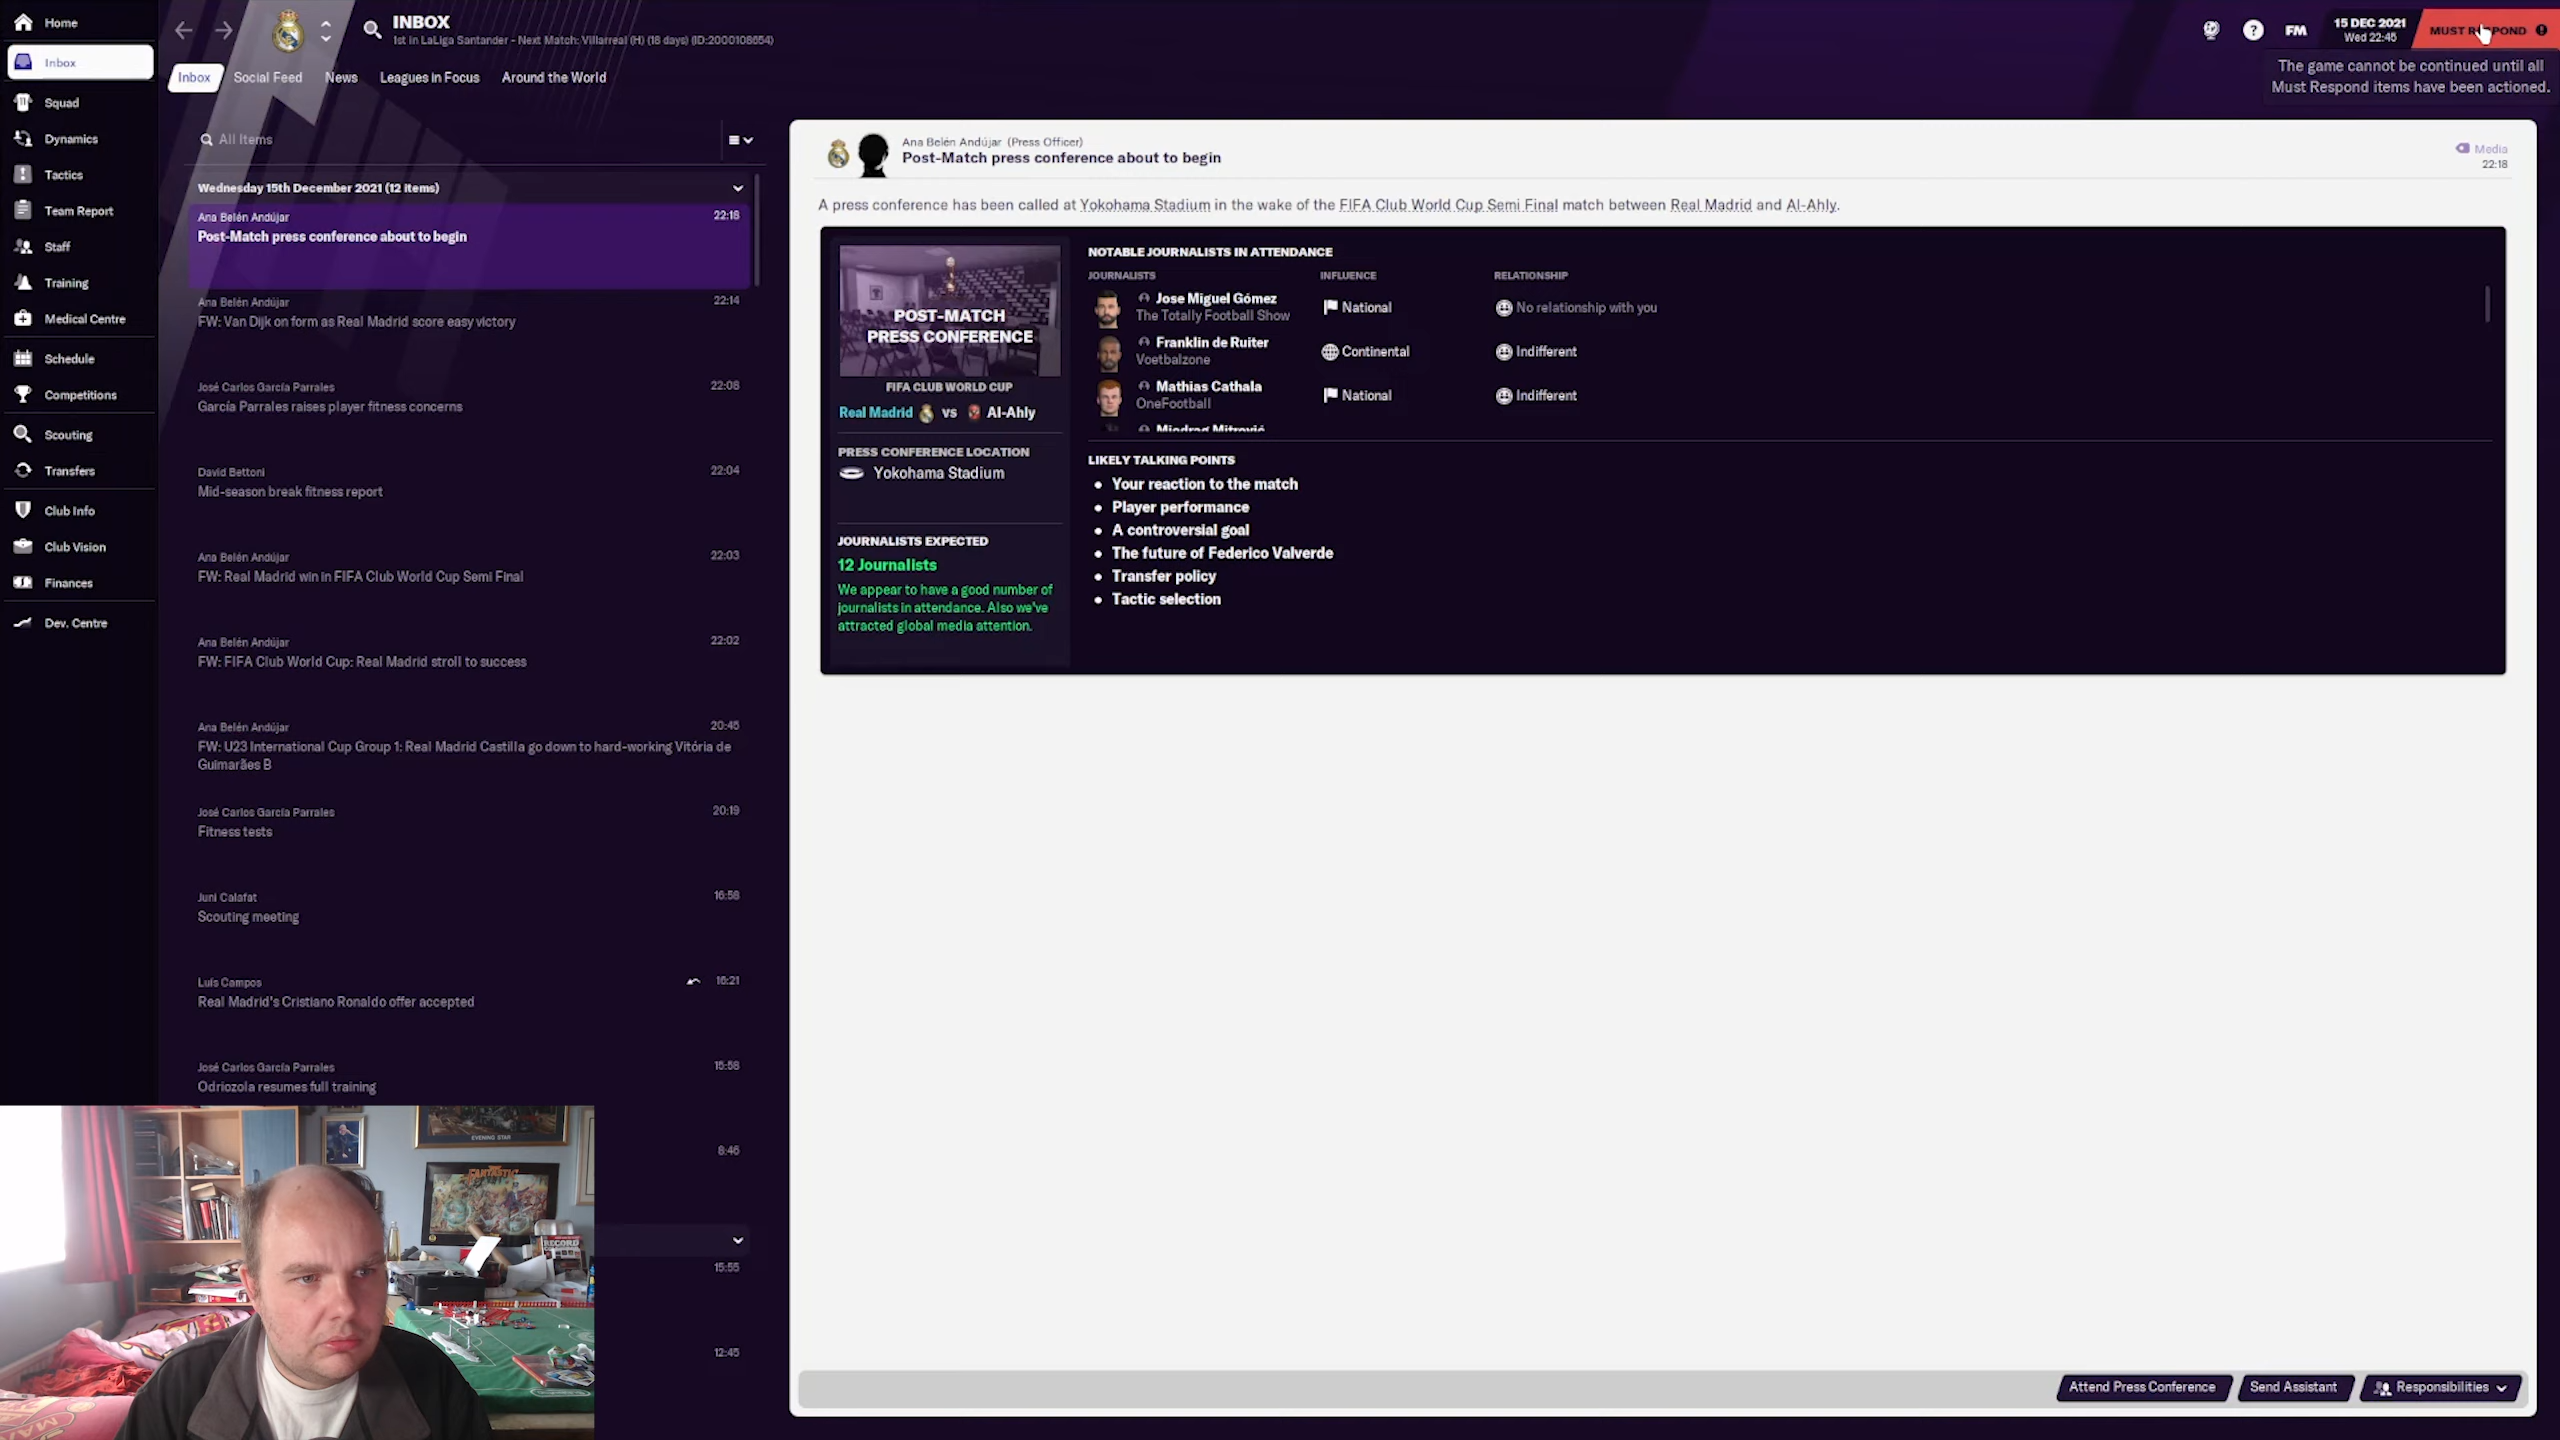 Home
Inbox
Squad
Dynamics
Tactics
Team Report
Staff
Training
Medical Centre
Schedule
Competitions
Scouting
Transfers
Club Info
Club Vision
Finances
Dev. Centre
INBOX
1st in LaLiga Santander - Next Match: Villarreal (H) (18 days) (ID:2000108654)
Inbox Social Feed News Leagues in Focus Around the World
FM
15 DEC 2021
Wed 22:45
MUST
The game cannot be continued until all
Must Respond items have been actioned.
All Items
Wednesday 15th December 2021 (12 items)
Ana Belén Andújar 22:18
Post-Match press conference about to begin
Ana Belén Andújar 22:14
FW: Van Dijk on form as Real Madrid score easy victory
José Carlos García Parrales 22:08
García Parrales raises player fitness concerns
David Bettoni 22:04
Mid-season break fitness report
Ana Belén Andújar 22:03
FW: Real Madrid win in FIFA Club World Cup Semi Final
Ana Belén Andújar 22:02
FW: FIFA Club World Cup: Real Madrid stroll to success
Ana Belén Andújar 20:45
FW: U23 International Cup Group 1: Real Madrid Castilla go down to hard-working Vitória de
Guimarães B
José Carlos García Parrales 20:19
Fitness tests
Juni Calafat 16:58
Scouting meeting
Luís Campos 16:21
Real Madrid's Cristiano Ronaldo offer accepted
José Carlos García Parrales 15:58
Odriozola resumes full training
8:46
15:55
12:45
Ana Belén Andújar (Press Officer)
Post-Match press conference about to begin
Media
22:18
A press conference has been called at Yokohama Stadium in the wake of the FIFA Club World Cup Semi Final match between Real Madrid and Al-Ahly.
POST-MATCH
PRESS CONFERENCE
FIFA CLUB WORLD CUP
Real Madrid vs Al-Ahly
PRESS CONFERENCE LOCATION
Yokohama Stadium
JOURNALISTS EXPECTED
12 Journalists
We appear to have a good number of
journalists in attendance. Also we've
attracted global media attention.
NOTABLE JOURNALISTS IN ATTENDANCE
JOURNALISTS INFLUENCE RELATIONSHIP
Jose Miguel Gómez
The Totally Football Show
National
No relationship with you
Franklin de Ruiter
Voetbalzone
Continental
Indifferent
Mathias Cathala
OneFootball
National
Indifferent
Miodrag Mitrović
LIKELY TALKING POINTS
• Your reaction to the match
• Player performance
• A controversial goal
• The future of Federico Valverde
• Transfer policy
• Tactic selection
Attend Press Conference
Send Assistant
Responsibilities
EVENING STAR
FANTASTIC
RECORD